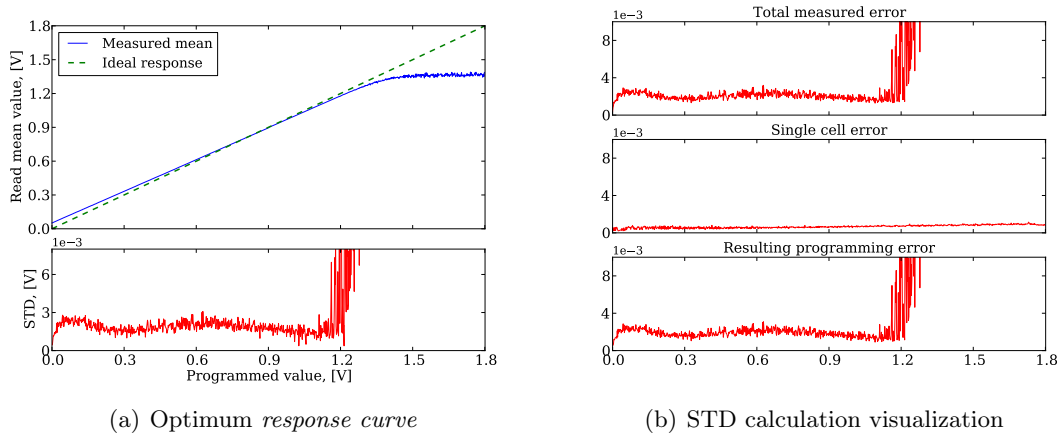 1.8
1.5
1.2
0.9
0.6
0.3
0.0
Read mean value, [V]
Measured mean
Ideal response
1e−3
6
3
0
STD, [V]
0.0 0.3 0.6 0.9 1.2 1.5 1.8
Programmed value, [V]
(a) Optimum response curve
1e−3
Total measured error
8
4
0
1e−3
Single cell error
8
4
0
1e−3
Resulting programming error
8
4
0
0.0 0.3 0.6 0.9 1.2 1.5 1.8
(b) STD calculation visualization